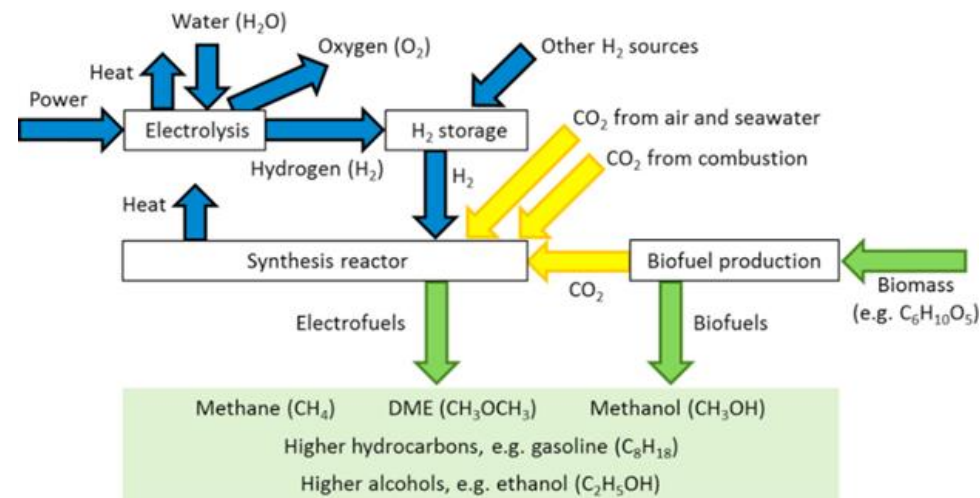 Water (H₂O)
Oxygen (O₂)
Other H₂ sources
Heat
Power
Electrolysis
H₂ storage
CO₂ from air and seawater
CO₂ from combustion
Hydrogen (H₂)
H₂
Heat
Synthesis reactor
Biofuel production
CO₂
Biomass
(e.g. C₆H₁₀O₅)
Electrofuels
Biofuels
Methane (CH₄)
DME (CH₃OCH₃)
Methanol (CH₃OH)
Higher hydrocarbons, e.g. gasoline (C₈H₁₈)
Higher alcohols, e.g. ethanol (C₂H₅OH)